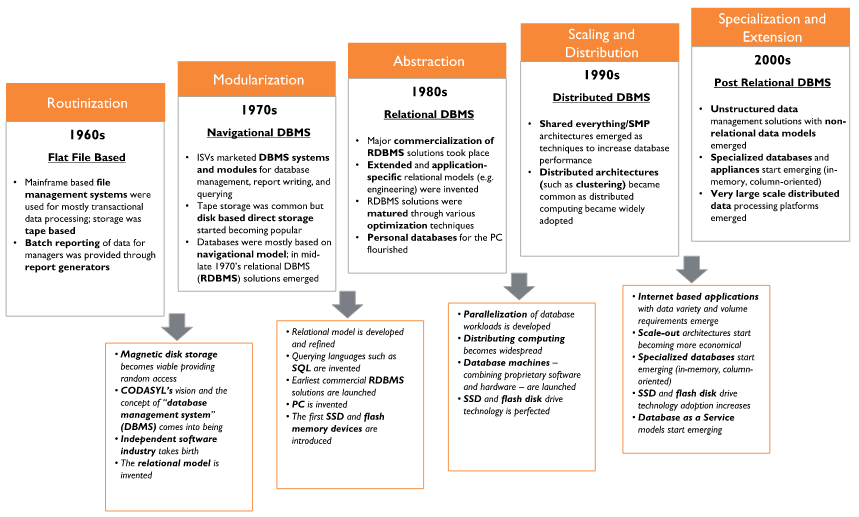 Routinization
1960s
Flat File Based
• Mainframe based file
management systems were
used for mostly transactional
data processing; storage was
tape based
• Batch reporting of data for
managers was provided through
report generators
Modularization
1970s
Navigational DBMS
• ISVs marketed DBMS systems
and modules for database
management, report writing, and
querying
• Tape storage was common but
disk based direct storage
started becoming popular
• Databases were mostly based on
navigational model; in mid-
late 1970's relational DBMS
(RDBMS) solutions emerged
Abstraction
1980s
Relational DBMS
• Major commercialization of
RDBMS solutions took place
• Extended and application-
specific relational models (e.g.
engineering) were invented
• RDBMS solutions were
matured through various
optimization techniques
• Personal databases for the PC
flourished
Scaling and
Distribution
1990s
Distributed DBMS
• Shared everything/SMP
architectures emerged as
techniques to increase database
performance
• Distributed architectures
(such as clustering) became
common as distributed
computing became widely
adopted
Specialization and
Extension
2000s
Post Relational DBMS
• Unstructured data
management solutions with non-
relational data models
emerged
• Specialized databases and
appliances start emerging (in-
memory, column-oriented)
• Very large scale distributed
data processing platforms
emerged
• Magnetic disk storage
becomes viable providing
random access
• CODASYL's vision and the
concept of "database
management system"
(DBMS) comes into being
• Independent software
industry takes birth
• The relational model is
invented
• Relational model is developed
and refined
• Querying languages such as
SQL are invented
• Earliest commercial RDBMS
solutions are launched
• PC is invented
• The first SSD and flash
memory devices are
introduced
• Parallelization of database
workloads is developed
• Distributing computing
becomes widespread
• Database machines –
combining proprietary software
and hardware – are launched
• SSD and flash disk drive
technology is perfected
• Internet based applications
with data variety and volume
requirements emerge
• Scale-out architectures start
becoming more economical
• Specialized databases start
emerging (in-memory, column-
oriented)
• SSD and flash disk drive
technology adoption increases
• Database as a Service
models start emerging